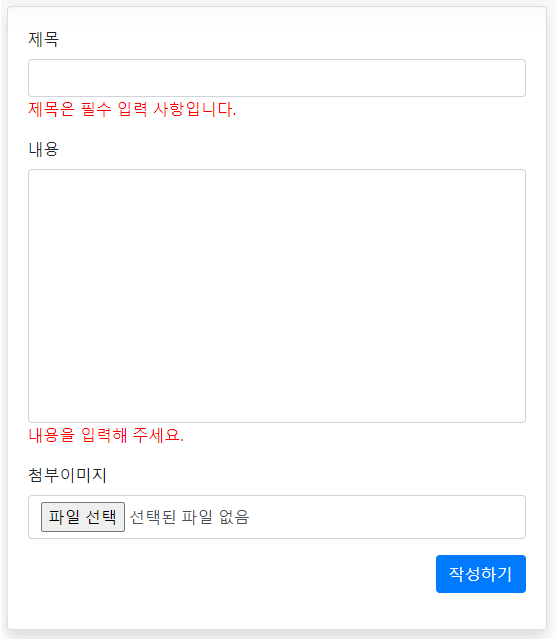 제목
제목은 필수 입력 사항입니다.
내용
내용을 입력해 주세요.
첨부이미지
파일 선택 선택된 파일 없음
작성하기